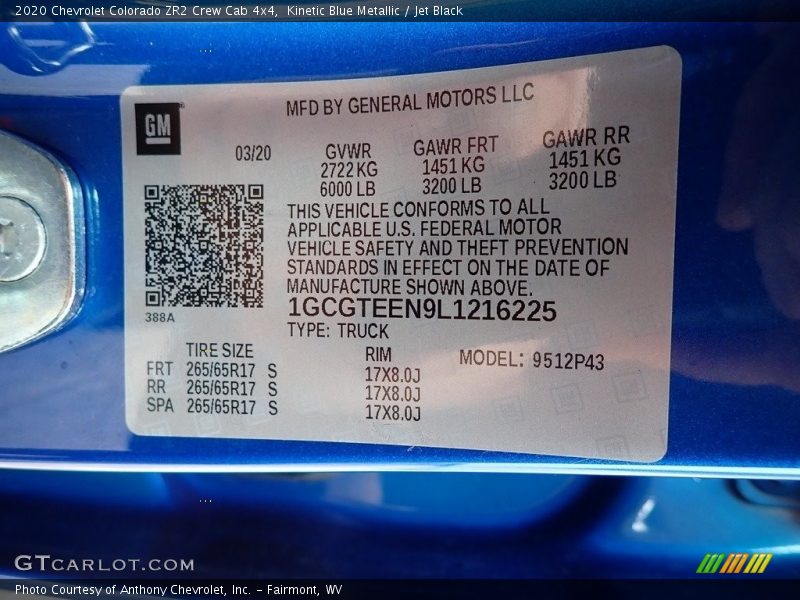 2020 Chevrolet Colorado ZR2 Crew Cab 4x4,  Kinetic Blue Metallic / Jet Black
GM
MFD BY GENERAL MOTORS LLC
03/20
GVWR GAWR FRT GAWR RR
2722 KG 1451 KG 1451 KG
6000 LB 3200 LB 3200 LB
THIS VEHICLE CONFORMS TO ALL
APPLICABLE U.S. FEDERAL MOTOR
VEHICLE SAFETY AND THEFT PREVENTION
STANDARDS IN EFFECT ON THE DATE OF
MANUFACTURE SHOWN ABOVE.
1GCGTEEN9L1216225
388A
TYPE: TRUCK
TIRE SIZE RIM MODEL: 9512P43
FRT 265/65R17 S 17X8.0J
RR 265/65R17 S 17X8.0J
SPA 265/65R17 S 17X8.0J
GTCARLOT.COM
Photo Courtesy of Anthony Chevrolet, Inc. - Fairmont, WV